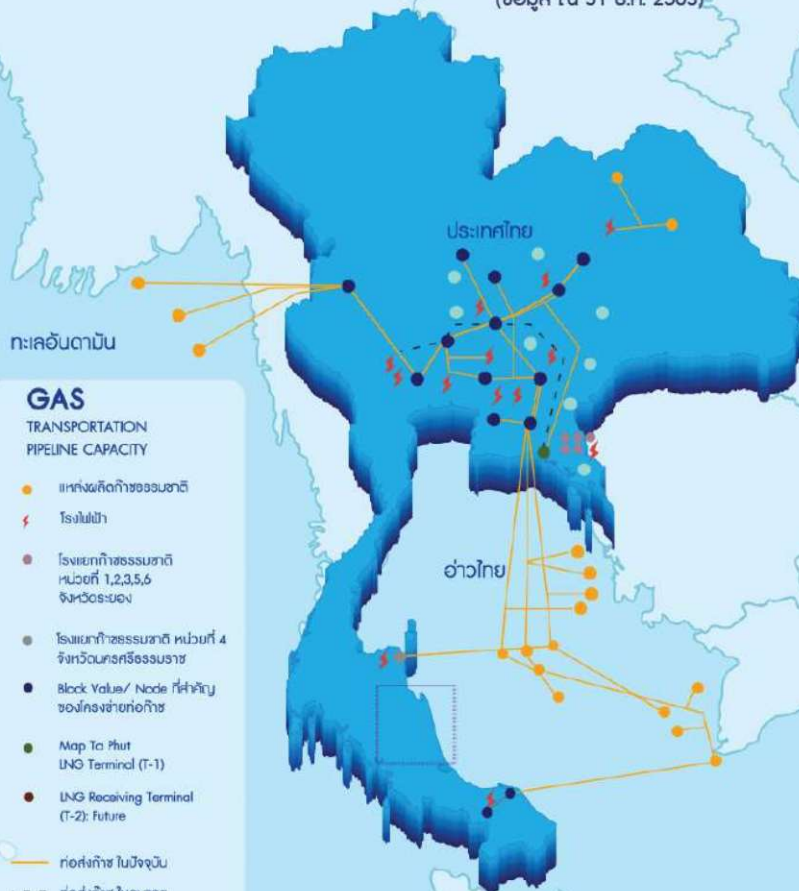 (ข้อมูล ณ 31 ธ.ค. 2563)
ประเทศไทย
ทะเลอันดามัน
อ่าวไทย
GAS
TRANSPORTATION
PIPELINE CAPACITY
แหล่งผลิตก๊าซธรรมชาติ
โรงไฟฟ้า
โรงแยกก๊าซธรรมชาติ
หน่วยที่ 1,2,3,5,6
จังหวัดระยอง
โรงแยกก๊าซธรรมชาติ หน่วยที่ 4
จังหวัดนครศรีธรรมราช
Block Value/ Node ที่สำคัญ
ของโครงข่ายท่อก๊าซ
Map Ta Phut
LNG Terminal (T-1)
LNG Receiving Terminal
(T-2): Future
ท่อส่งก๊าซ ในปัจจุบัน